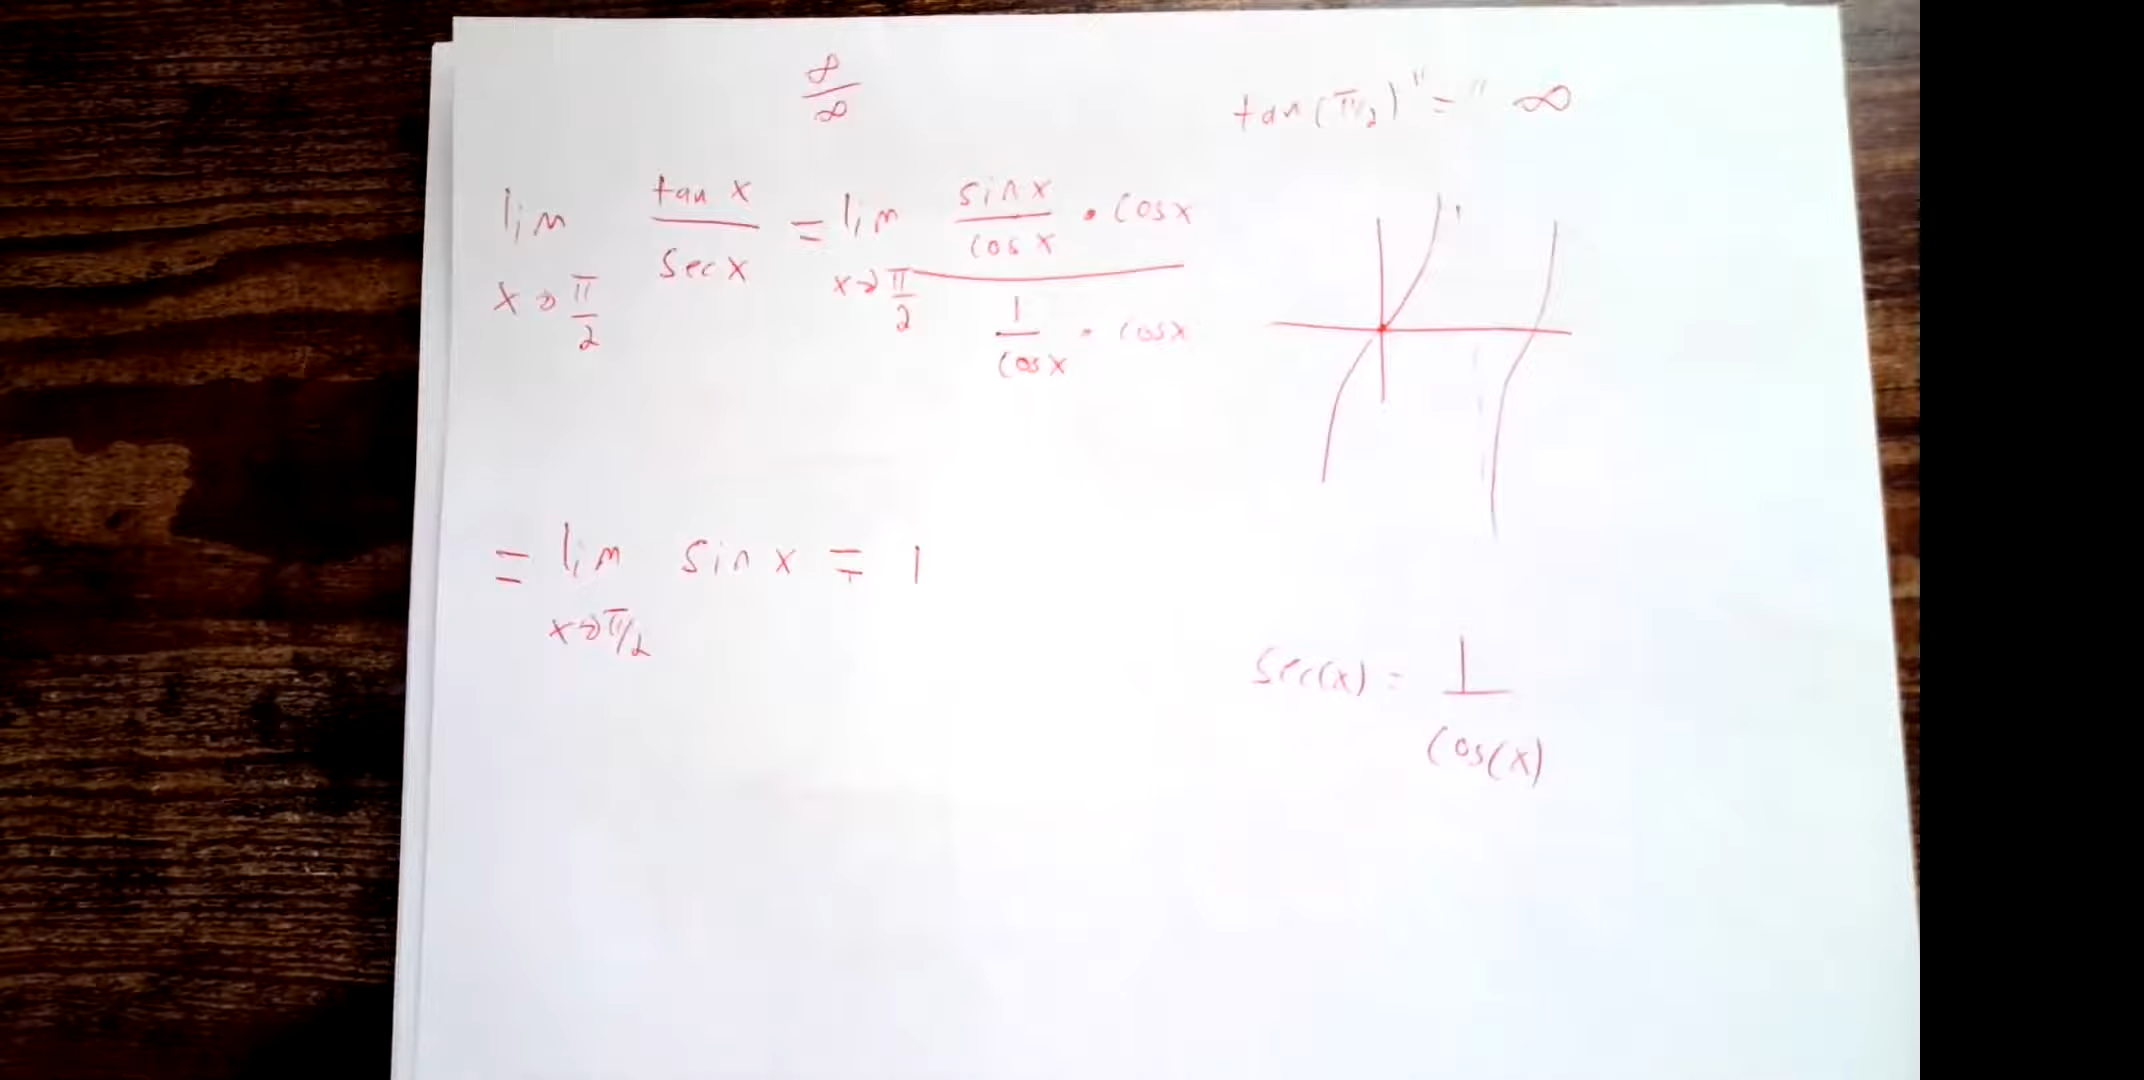 ∞/∞
tan(π/2) "=" ∞
lim x→π/2 tan x / sec x = lim x→π/2 (sin x / cos x · cos x) / (1 / cos x · cos x)
= lim x→π/2 sin x = 1
sec(x) = 1 / cos(x)